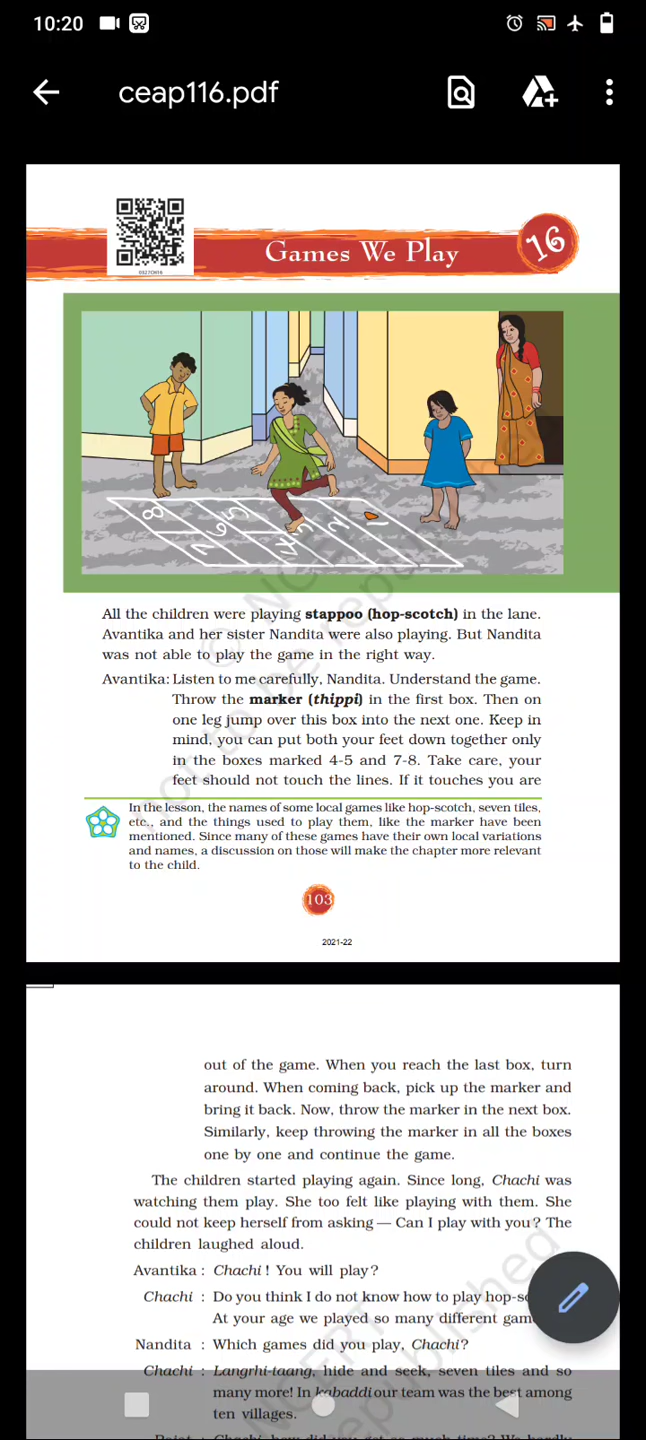 10:20
ceap116.pdf
0327CH16
Games We Play
16
8
7
6
5
4
2
1
All the children were playing stappoo (hop-scotch) in the lane.
Avantika and her sister Nandita were also playing. But Nandita
was not able to play the game in the right way.
Avantika: Listen to me carefully, Nandita. Understand the game.
Throw the marker (thippi) in the first box. Then on
one leg jump over this box into the next one. Keep in
mind, you can put both your feet down together only
in the boxes marked 4-5 and 7-8. Take care, your
feet should not touch the lines. If it touches you are
In the lesson, the names of some local games like hop-scotch, seven tiles,
etc., and the things used to play them, like the marker have been
mentioned. Since many of these games have their own local variations
and names, a discussion on those will make the chapter more relevant
to the child.
103
2021-22
© NCERT
not to be republished
out of the game. When you reach the last box, turn
around. When coming back, pick up the marker and
bring it back. Now, throw the marker in the next box.
Similarly, keep throwing the marker in all the boxes
one by one and continue the game.
The children started playing again. Since long, Chachi was
watching them play. She too felt like playing with them. She
could not keep herself from asking — Can I play with you? The
children laughed aloud.
Avantika : Chachi ! You will play?
Chachi : Do you think I do not know how to play
At your age we played so many different
Nandita : Which games did you play, Chachi?
Chachi : Langrhi-taang, hide and seek, seven tiles and so
many more! In kabaddi our team was the best among
ten villages.